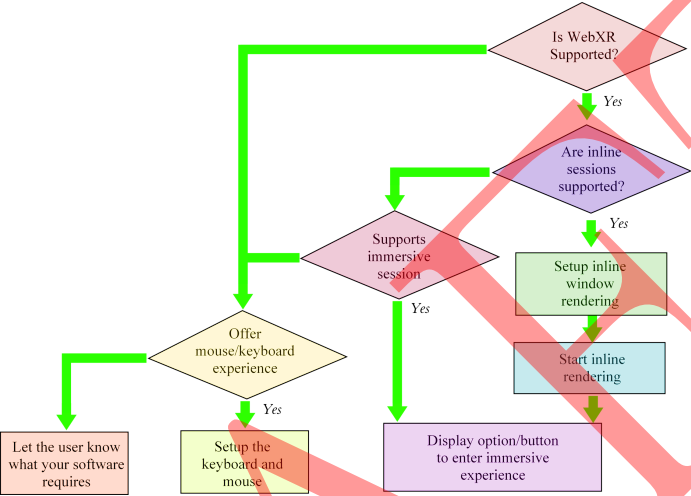 Is WebXR
Supported?
Yes
Are inline
sessions
supported?
Yes
Supports
immersive
session
Yes
Setup inline
window
rendering
Start inline
rendering
Offer
mouse/keyboard
experience
Yes
Let the user know
what your software
requires
Setup the
keyboard and
mouse
Display option/button
to enter immersive
experience